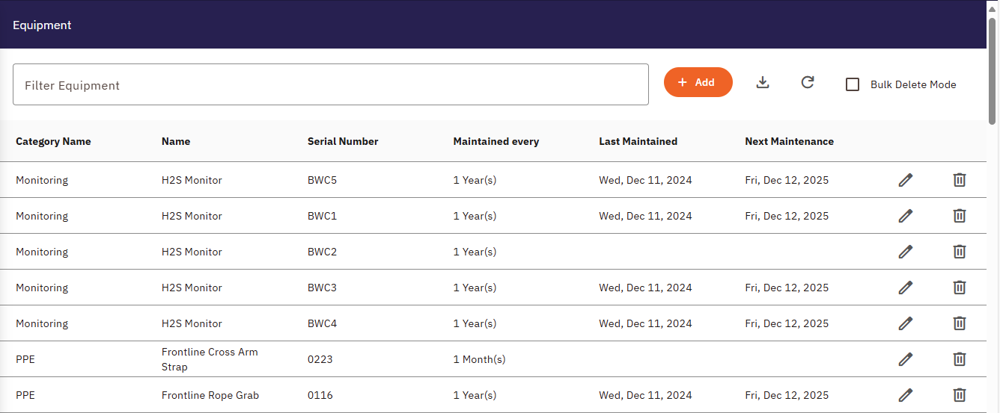 Equipment
Filter Equipment
+ Add
Bulk Delete Mode
Category Name Name Serial Number Maintained every Last Maintained Next Maintenance
Monitoring H2S Monitor BWC5 1 Year(s) Wed, Dec 11, 2024 Fri, Dec 12, 2025
Monitoring H2S Monitor BWC1 1 Year(s) Wed, Dec 11, 2024 Fri, Dec 12, 2025
Monitoring H2S Monitor BWC2 1 Year(s)
Monitoring H2S Monitor BWC3 1 Year(s) Wed, Dec 11, 2024 Fri, Dec 12, 2025
Monitoring H2S Monitor BWC4 1 Year(s) Wed, Dec 11, 2024 Fri, Dec 12, 2025
PPE Frontline Cross Arm
Strap 0223 1 Month(s)
PPE Frontline Rope Grab 0116 1 Year(s) Wed, Dec 11, 2024 Fri, Dec 12, 2025